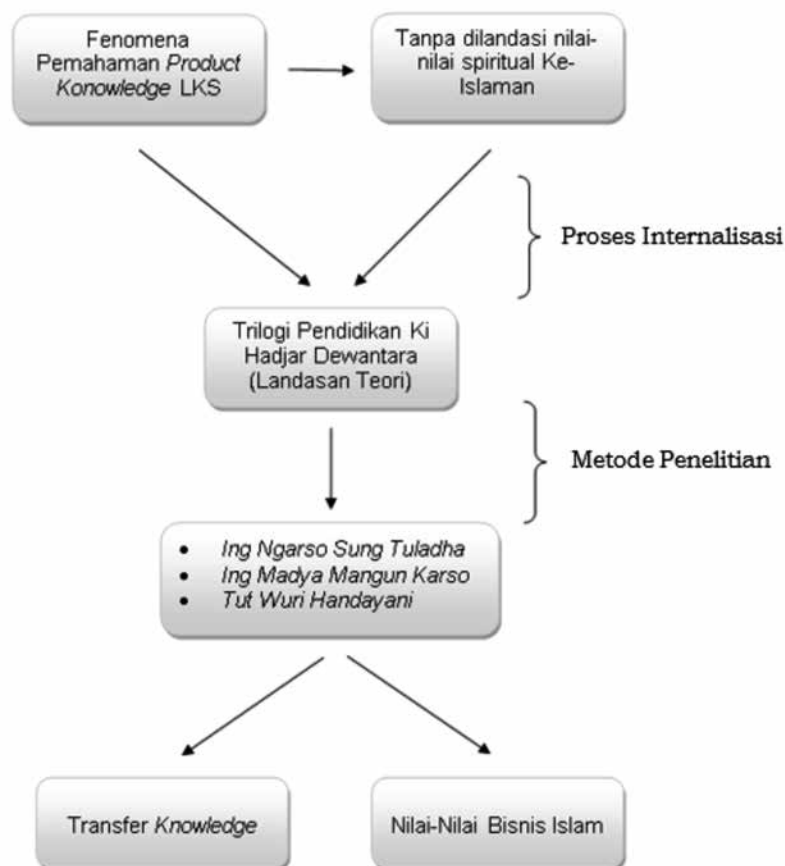 Fenomena
Pemahaman Product
Konowledge LKS
Tanpa dilandasi nilai-
nilai spiritual Ke-
Islaman
Proses Internalisasi
Trilogi Pendidikan Ki
Hadjar Dewantara
(Landasan Teori)
Metode Penelitian
• Ing Ngarso Sung Tuladha
• Ing Madya Mangun Karso
• Tut Wuri Handayani
Transfer Knowledge
Nilai-Nilai Bisnis Islam